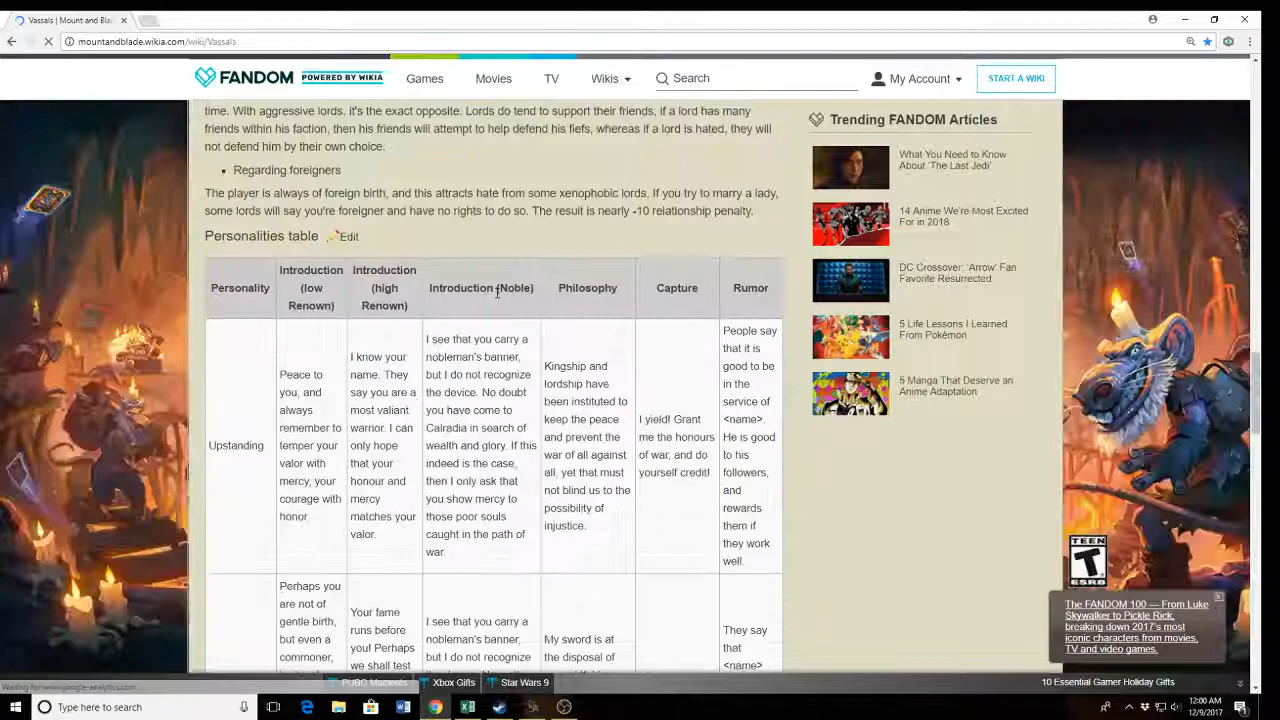 Vassals | Mount and Bla
mountandblade.wikia.com/wiki/Vassals
FANDOM POWERED BY WIKIA Games Movies TV Wikis Search My Account START A WIKI
time. With aggressive lords, it's the exact opposite. Lords do tend to support their friends, if a lord has many
friends within his faction, then his friends will attempt to help defend his fiefs, whereas if a lord is hated, they will
not defend him by their own choice.
Regarding foreigners
The player is always of foreign birth, and this attracts hate from some xenophobic lords. If you try to marry a lady,
some lords will say you're foreigner and have no rights to do so. The result is nearly -10 relationship penalty.
Personalities table Edit
Personality
Introduction
(low
Renown)
Introduction
(high
Renown)
Introduction (Noble)
Philosophy
Capture
Rumor
Upstanding
Peace to
you, and
always
remember to
temper your
valor with
mercy, your
courage with
honor.
I know your
name. They
say you are a
most valiant
warrior. I can
only hope
that your
honour and
mercy
matches your
valor.
I see that you carry a
nobleman's banner,
but I do not recognize
the device. No doubt
you have come to
Calradia in search of
wealth and glory. If this
indeed is the case,
then I only ask that
you show mercy to
those poor souls
caught in the path of
war.
Kingship and
lordship have
been instituted to
keep the peace
and prevent the
war of all against
all, yet that must
not blind us to the
possibility of
injustice.
I yield! Grant
me the honours
of war, and do
yourself credit!
People say
that it is
good to be
in the
service of
<name>.
He is good
to his
followers,
and
rewards
them if
they work
well.
Perhaps you
are not of
gentle birth,
but even a
commoner,
Your fame
runs before
you! Perhaps
we shall test
I see that you carry a
nobleman's banner,
but I do not recognize
My sword is at
the disposal of
They say
that
<name>
Trending FANDOM Articles
What You Need to Know
About 'The Last Jedi'
14 Anime We're Most Excited
For in 2018
DC Crossover: 'Arrow' Fan
Favorite Resurrected
5 Life Lessons I Learned
From Pokémon
5 Manga That Deserve an
Anime Adaptation
TEEN
T
ESRB
The FANDOM 100 — From Luke
Skywalker to Pickle Rick,
breaking down 2017's most
iconic characters from movies,
TV and video games.
Waiting for www.google-analytics.com...
PUBG Moments Xbox Gifts Star Wars 9 10 Essential Gamer Holiday Gifts
Type here to search
12:00 AM
12/9/2017